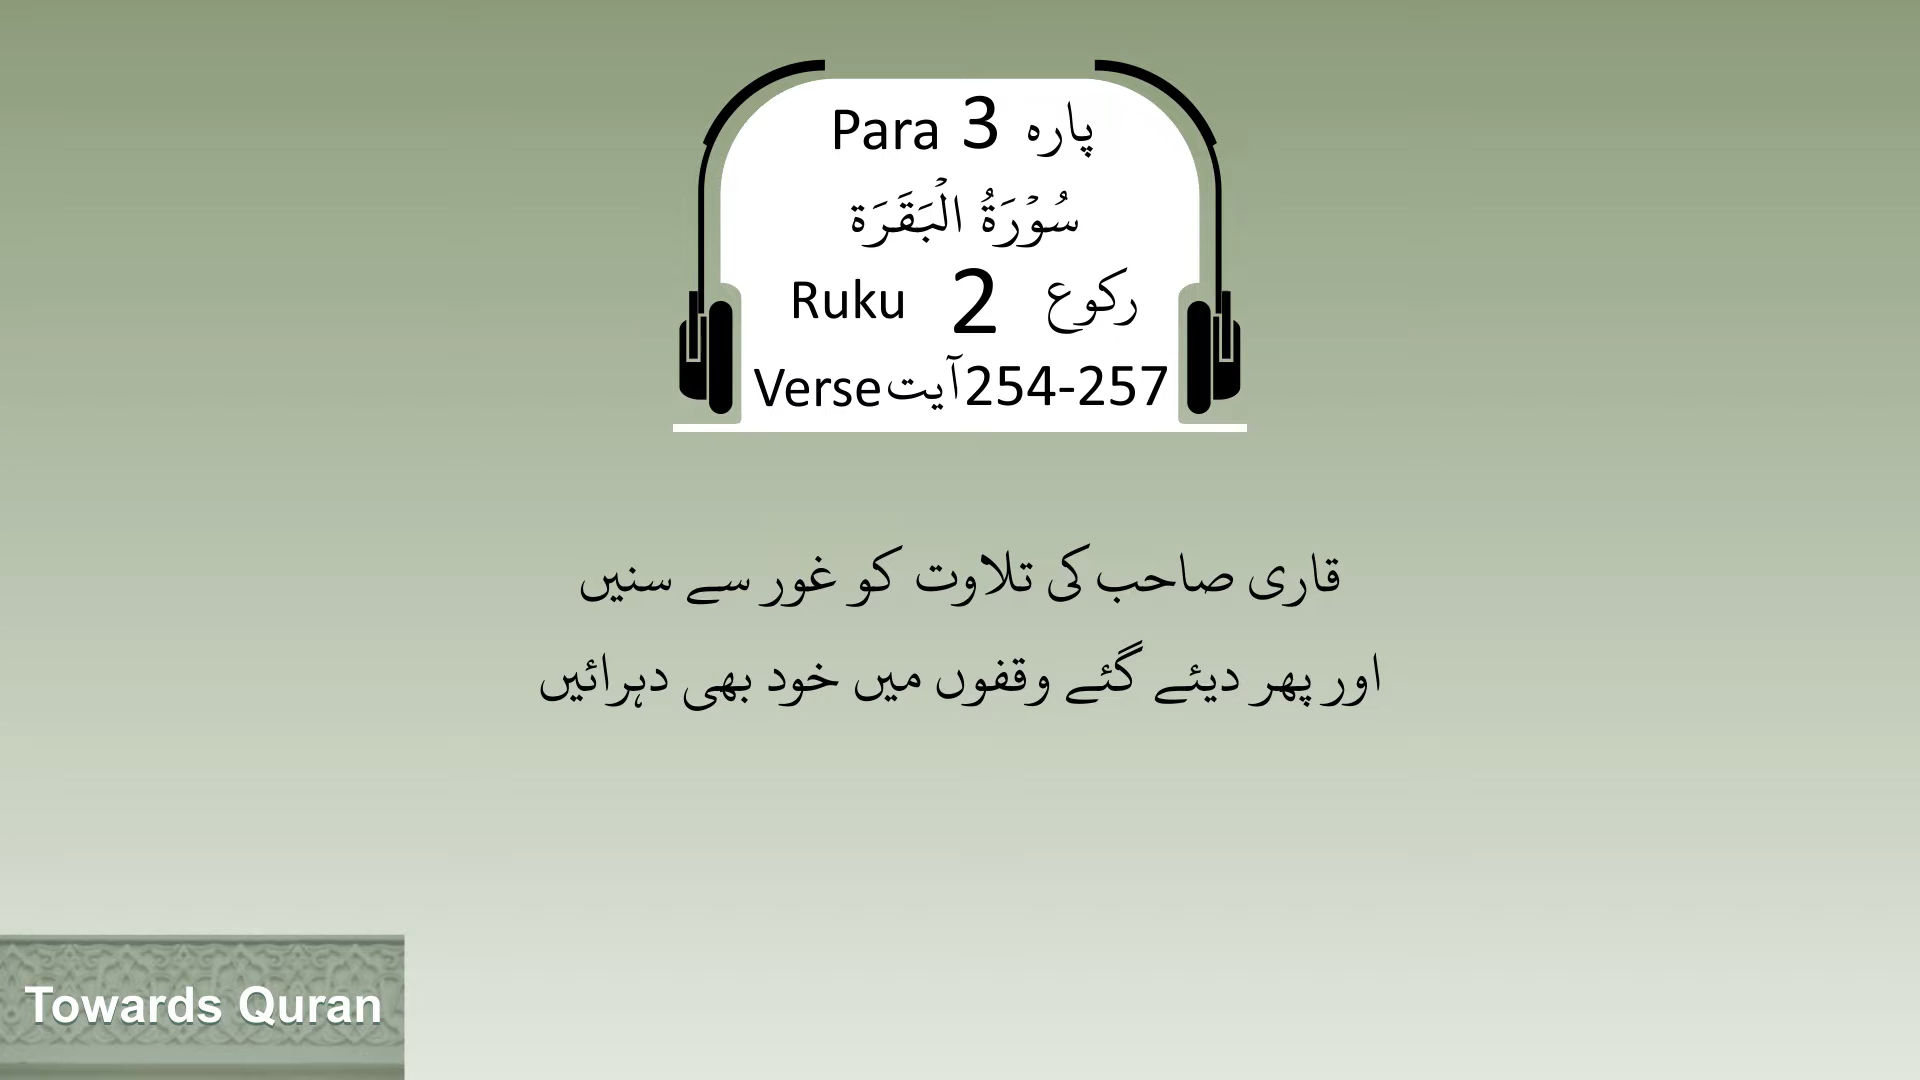 Para 3 پارہ
سُوْرَةُ الْبَقَرَة
Ruku 2 رکوع
Verse آیت 254-257
قاری صاحب کی تلاوت کو غور سے سنیں
اور پھر دیئے گئے وقفوں میں خود بھی دہرائیں
Towards Quran